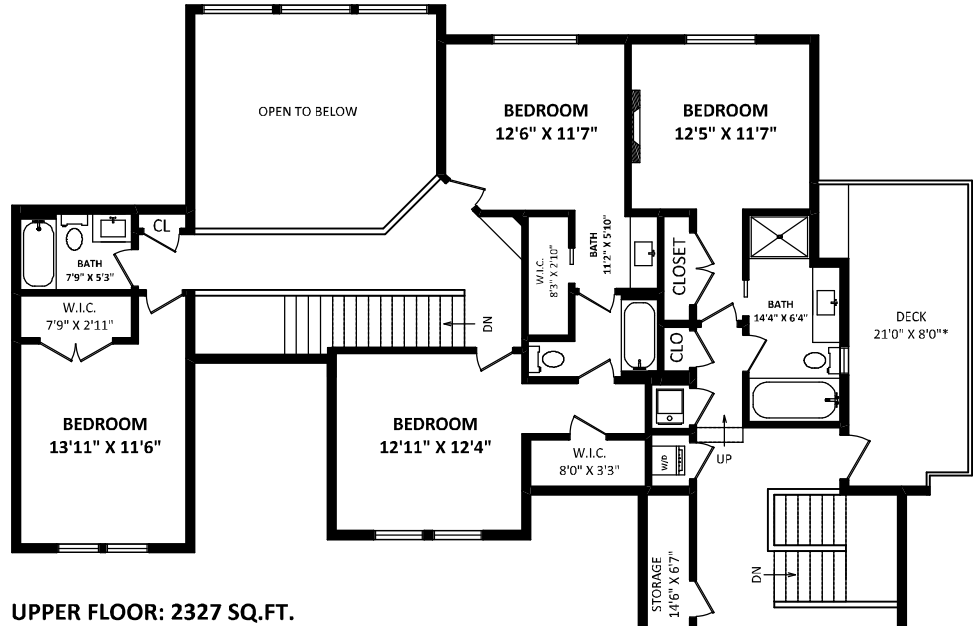 OPEN TO BELOW
BEDROOM
12'6" X 11'7"
BEDROOM
12'5" X 11'7"
CL
BATH
7'9" X 5'3"
W.I.C.
7'9" X 2'11"
W.I.C.
8'3" X 2'10"
BATH
11'2" X 5'10"
CLOSET
BATH
14'4" X 6'4"
DECK
21'0" X 8'0"*
DN
CLO
BEDROOM
13'11" X 11'6"
BEDROOM
12'11" X 12'4"
W.I.C.
8'0" X 3'3"
W/D
UP
STORAGE
14'6" X 6'7"
DN
UPPER FLOOR: 2327 SQ.FT.